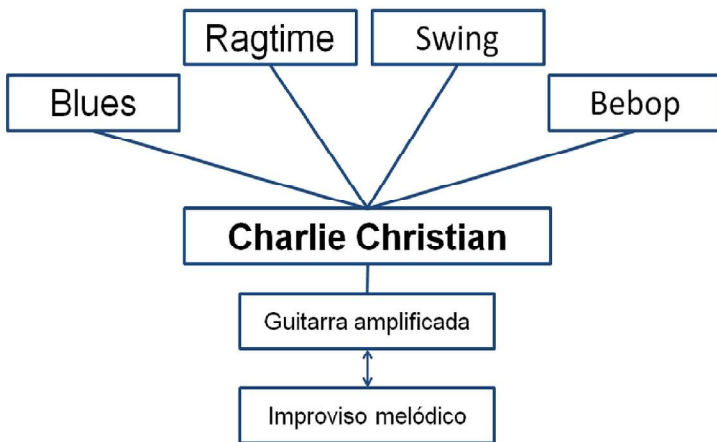 Ragtime
Swing
Blues
Bebop
Charlie Christian
Guitarra amplificada
Improviso melódico